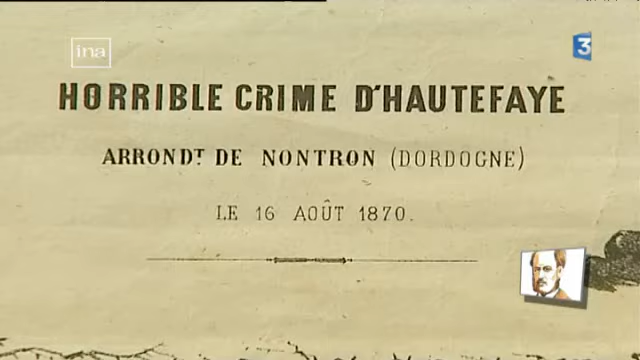 ina
3
HORRIBLE CRIME D'HAUTEFAYE
ARRONDT DE NONTRON (DORDOGNE)
LE 16 AOÛT 1870.